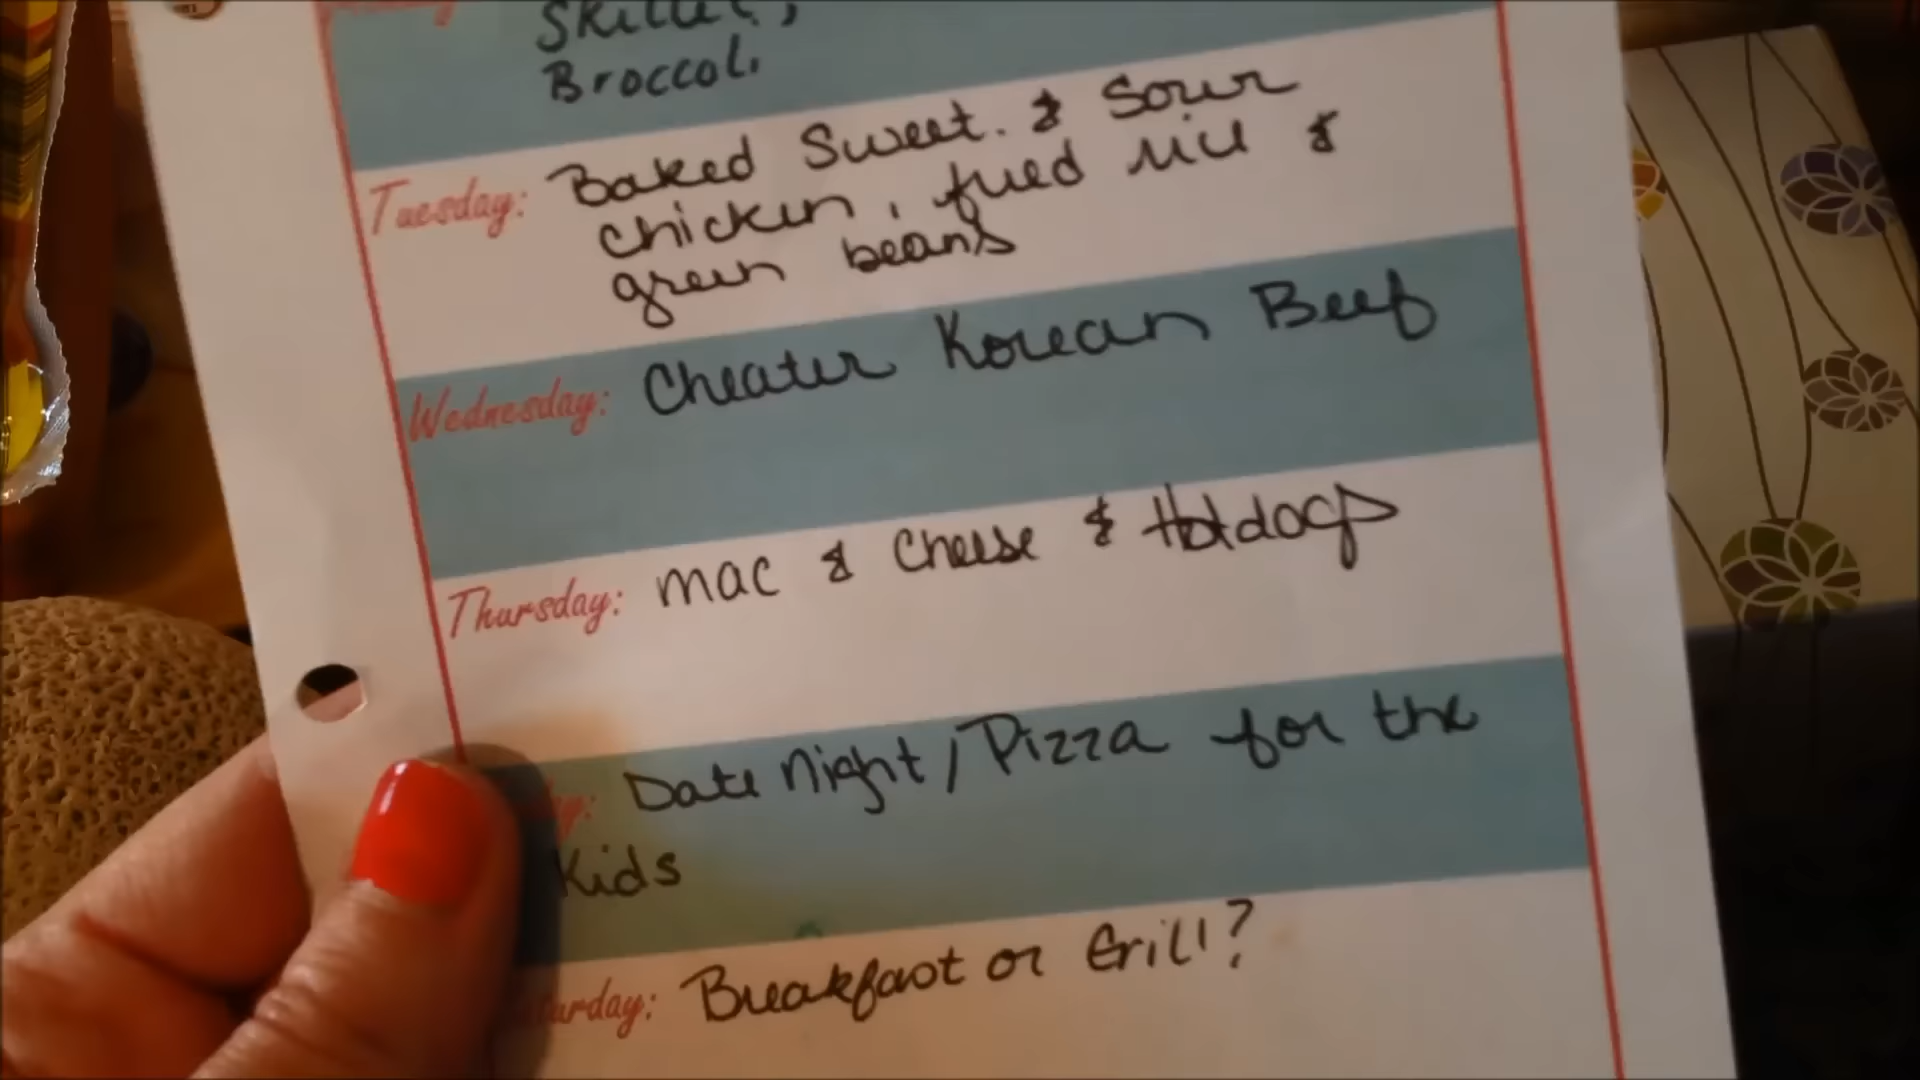 Skillet,
Broccoli
Tuesday: Baked Sweet. & Sour
chicken, fried rice &
green beans
Wednesday: Cheater Korean Beef
Thursday: mac & Cheese & Hotdogs
Date Night/Pizza for the
Kids
Breakfast or Grill?